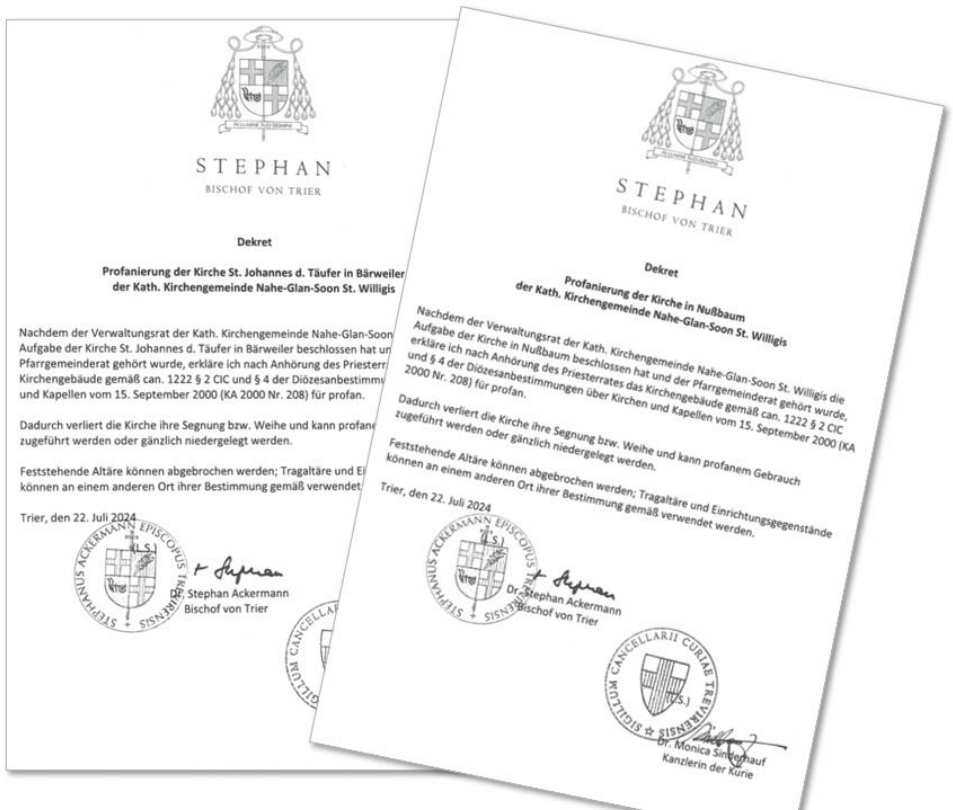 IN LUMINE TUO DEINPS
STEPHAN
BISCHOF VON TRIER
Dekret
Profanierung der Kirche St. Johannes d. Täufer in Bärweiler
der Kath. Kirchengemeinde Nahe-Glan-Soon St. Willigis
Nachdem der Verwaltungsrat der Kath. Kirchengemeinde Nahe-Glan-Soon
Aufgabe der Kirche St. Johannes d. Täufer in Bärweiler beschlossen hat un
Pfarrgemeinderat gehört wurde, erkläre ich nach Anhörung des Priesterr
Kirchengebäude gemäß can. 1222 § 2 CIC und § 4 der Diözesanbestimmu
und Kapellen vom 15. September 2000 (KA 2000 Nr. 208) für profan.
Dadurch verliert die Kirche ihre Segnung bzw. Weihe und kann profane
zugeführt werden oder gänzlich niedergelegt werden.
Feststehende Altäre können abgebrochen werden; Tragaltäre und Ei
können an einem anderen Ort ihrer Bestimmung gemäß verwendet
Trier, den 22. Juli 2024
STEPHANUS ACKERMANN EPISCOPUS TREVIRENSIS
(L.S.)
+ Stephan
Dr. Stephan Ackermann
Bischof von Trier
SIGILLUM CANCELLAR
STEPHAN
BISCHOF VON TRIER
Dekret
Profanierung der Kirche in Nußbaum
der Kath. Kirchengemeinde Nahe-Glan-Soon St. Willigis
Nachdem der Verwaltungsrat der Kath. Kirchengemeinde Nahe-Glan-Soon St. Willigis die
Aufgabe der Kirche in Nußbaum beschlossen hat und der Pfarrgemeinderat gehört wurde,
erkläre ich nach Anhörung des Priesterrates das Kirchengebäude gemäß can. 1222 § 2 CIC
und § 4 der Diözesanbestimmungen über Kirchen und Kapellen vom 15. September 2000 (KA
2000 Nr. 208) für profan.
Dadurch verliert die Kirche ihre Segnung bzw. Weihe und kann profanem Gebrauch
zugeführt werden oder gänzlich niedergelegt werden.
Feststehende Altäre können abgebrochen werden; Tragaltäre und Einrichtungsgegenstände
können an einem anderen Ort ihrer Bestimmung gemäß verwendet werden.
Trier, den 22. Juli 2024
STEPHANUS ACKERMANN EPISCOPUS TREVIRENSIS
(L.S.)
+ Stephan
Dr. Stephan Ackermann
Bischof von Trier
SIGILLUM CANCELLARII CURIAE TREVIRENSIS
(L.S.)
Dr. Monica Sinderhauf
Kanzlerin der Kurie